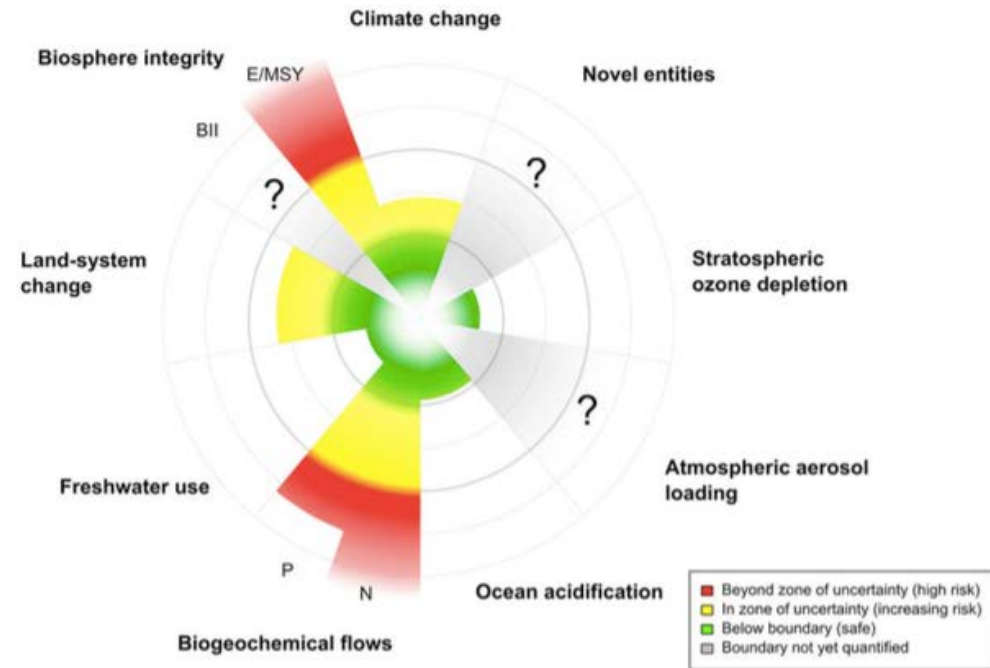 Climate change
Biosphere integrity
E/MSY
Novel entities
BII
?
?
Land-system
change
Stratospheric
ozone depletion
?
Freshwater use
Atmospheric aerosol
loading
P
N
Ocean acidification
Biogeochemical flows
Beyond zone of uncertainty (high risk)
In zone of uncertainty (increasing risk)
Below boundary (safe)
Boundary not yet quantified